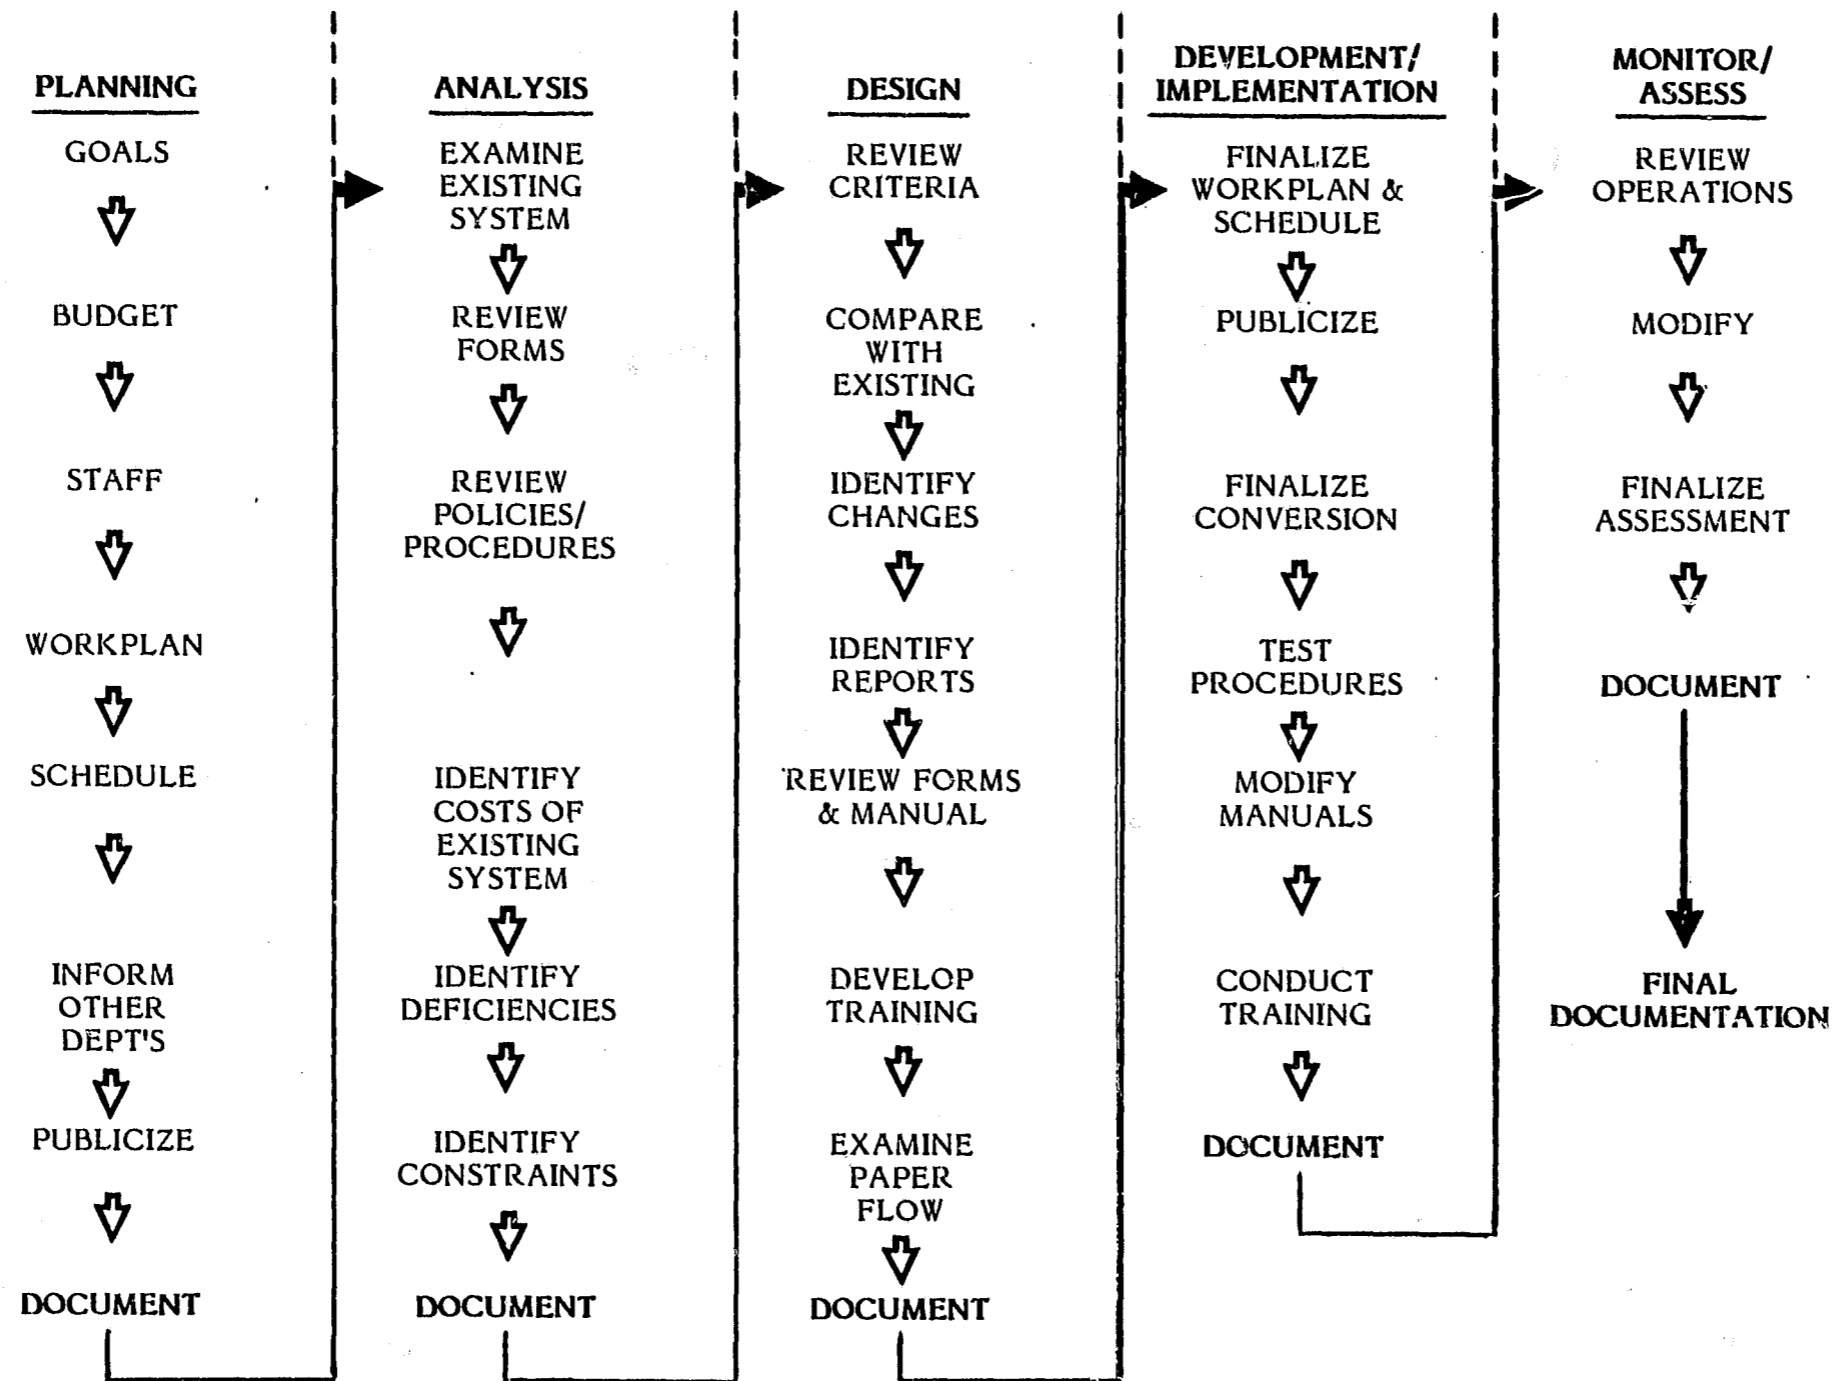 PLANNING
GOALS
BUDGET
STAFF
WORKPLAN
SCHEDULE
INFORM
OTHER
DEPT'S
PUBLICIZE
DOCUMENT
ANALYSIS
EXAMINE
EXISTING
SYSTEM
REVIEW
FORMS
REVIEW
POLICIES/
PROCEDURES
IDENTIFY
COSTS OF
EXISTING
SYSTEM
IDENTIFY
DEFICIENCIES
IDENTIFY
CONSTRAINTS
DOCUMENT
DESIGN
REVIEW
CRITERIA
COMPARE
WITH
EXISTING
IDENTIFY
CHANGES
IDENTIFY
REPORTS
REVIEW FORMS
& MANUAL
DEVELOP
TRAINING
EXAMINE
PAPER
FLOW
DOCUMENT
DEVELOPMENT/
IMPLEMENTATION
FINALIZE
WORKPLAN &
SCHEDULE
PUBLICIZE
FINALIZE
CONVERSION
TEST
PROCEDURES
MODIFY
MANUALS
CONDUCT
TRAINING
DOCUMENT
MONITOR/
ASSESS
REVIEW
OPERATIONS
MODIFY
FINALIZE
ASSESSMENT
DOCUMENT
FINAL
DOCUMENTATION